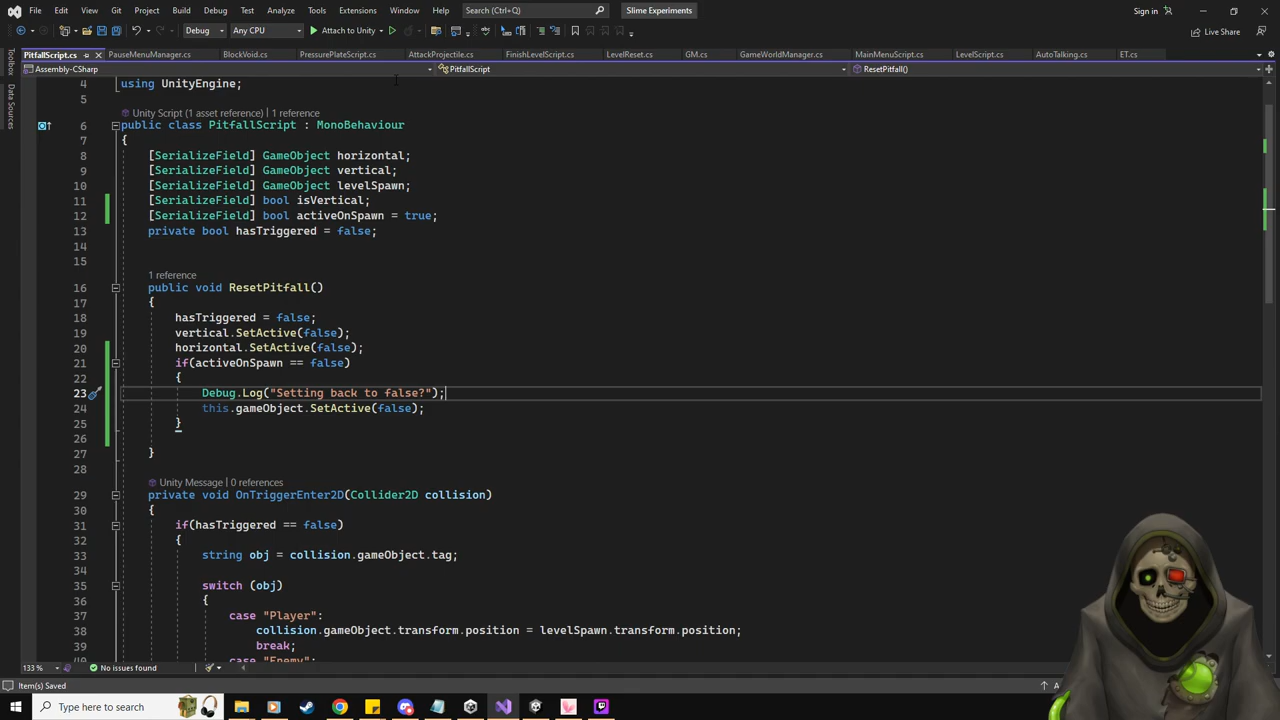 File Edit View Git Project Build Debug Test Analyze Tools Extensions Window Help Search (Ctrl+Q) Slime Experiments Sign in
Debug Any CPU Attach to Unity Live Share
PitfallScript.cs PauseMenuManager.cs BlockVoid.cs PressurePlateScript.cs AttackProjectile.cs FinishLevelScript.cs LevelReset.cs GM.cs GameWorldManager.cs MainMenuScript.cs LevelScript.cs AutoTalking.cs ET.cs
Assembly-CSharp PitfallScript ResetPitfall()
Toolbox
Data Sources
4 using UnityEngine;
5
Unity Script (1 asset reference) | 1 reference
6 public class PitfallScript : MonoBehaviour
7 {
8 [SerializeField] GameObject horizontal;
9 [SerializeField] GameObject vertical;
10 [SerializeField] GameObject levelSpawn;
11 [SerializeField] bool isVertical;
12 [SerializeField] bool activeOnSpawn = true;
13 private bool hasTriggered = false;
14
15
1 reference
16 public void ResetPitfall()
17 {
18 hasTriggered = false;
19 vertical.SetActive(false);
20 horizontal.SetActive(false);
21 if(activeOnSpawn == false)
22 {
23 Debug.Log("Setting back to false?");
24 this.gameObject.SetActive(false);
25 }
26
27 }
28
Unity Message | 0 references
29 private void OnTriggerEnter2D(Collider2D collision)
30 {
31 if(hasTriggered == false)
32 {
33 string obj = collision.gameObject.tag;
34
35 switch (obj)
36 {
37 case "Player":
38 collision.gameObject.transform.position = levelSpawn.transform.position;
39 break;
40 case "Enemy":
133 % No issues found
Item(s) Saved
Type here to search